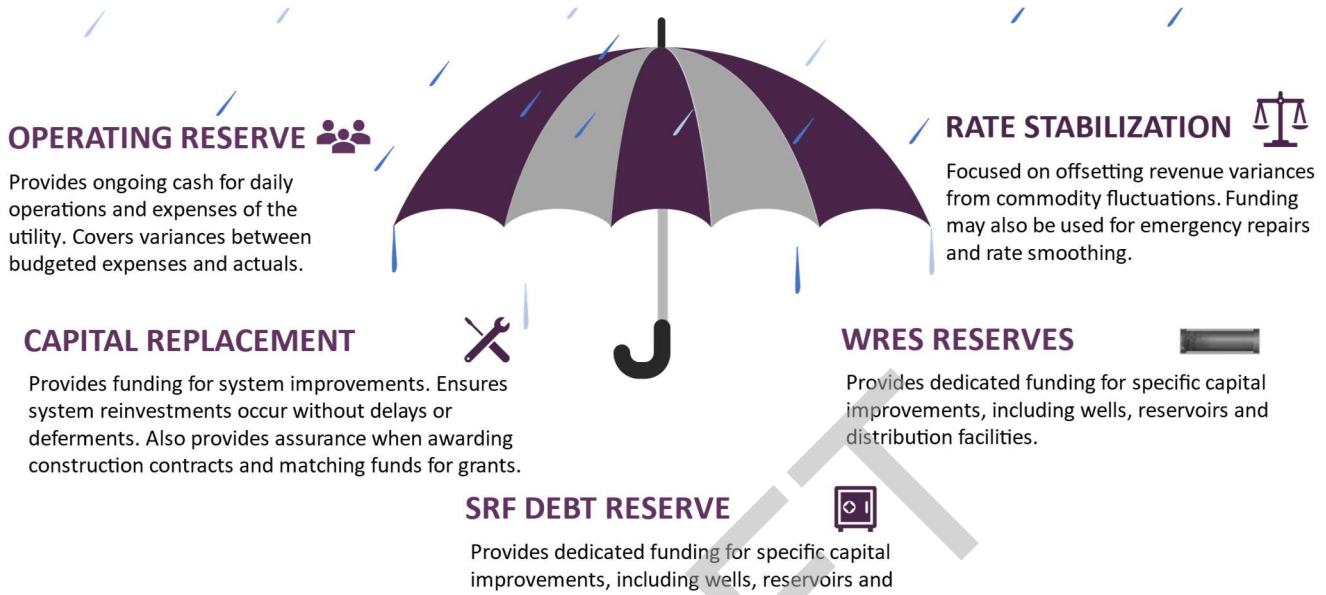 OPERATING RESERVE
Provides ongoing cash for daily
operations and expenses of the
utility. Covers variances between
budgeted expenses and actuals.
RATE STABILIZATION
Focused on offsetting revenue variances
from commodity fluctuations. Funding
may also be used for emergency repairs
and rate smoothing.
CAPITAL REPLACEMENT
Provides funding for system improvements. Ensures
system reinvestments occur without delays or
deferments. Also provides assurance when awarding
construction contracts and matching funds for grants.
WRES RESERVES
Provides dedicated funding for specific capital
improvements, including wells, reservoirs and
distribution facilities.
SRF DEBT RESERVE
Provides dedicated funding for specific capital
improvements, including wells, reservoirs and